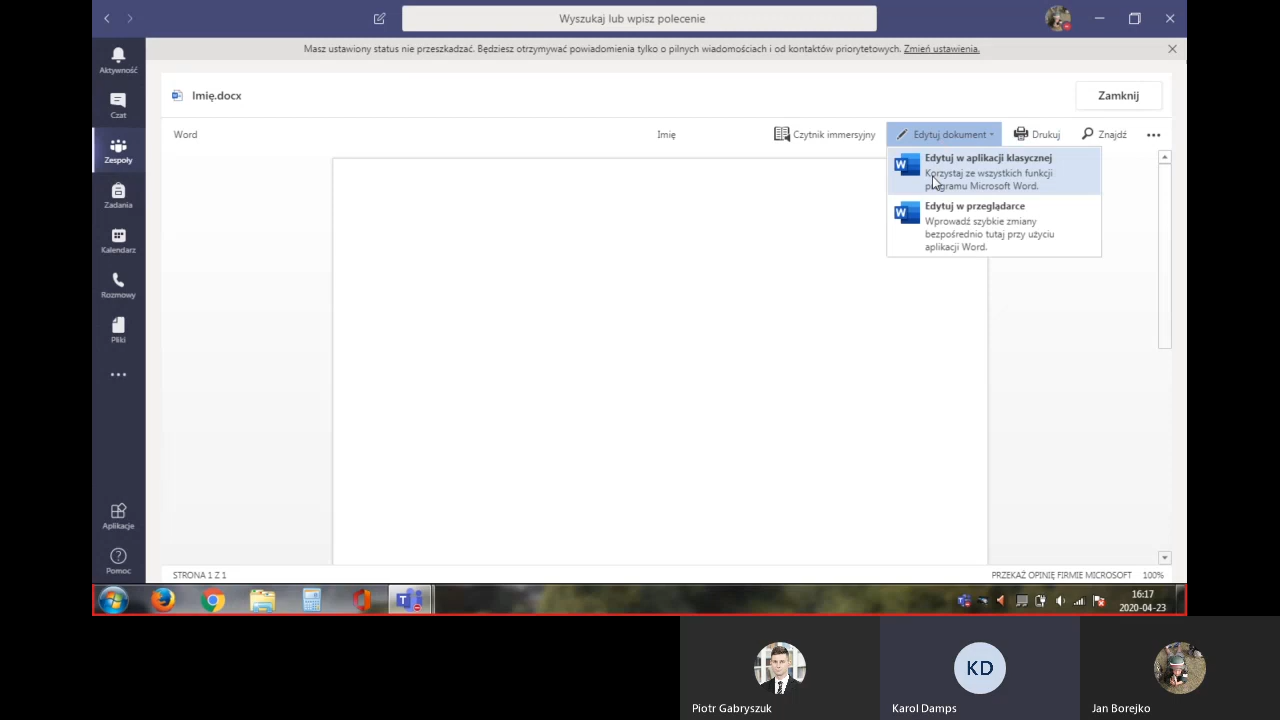 Wyszukaj lub wpisz polecenie
Masz ustawiony status nie przeszkadzać. Będziesz otrzymywać powiadomienia tylko o pilnych wiadomościach i od kontaktów priorytetowych. Zmień ustawienia.
Aktywność
Czat
Zespoły
Zadania
Kalendarz
Rozmowy
Pliki
Aplikacje
Pomoc
Imię.docx
Zamknij
Word
Imię
Czytnik immersyjny
Edytuj dokument
Drukuj
Znajdź
Edytuj w aplikacji klasycznej
Korzystaj ze wszystkich funkcji
programu Microsoft Word.
Edytuj w przeglądarce
Wprowadź szybkie zmiany
bezpośrednio tutaj przy użyciu
aplikacji Word.
STRONA 1 Z 1
PRZEKAŻ OPINIĘ FIRMIE MICROSOFT
100%
16:17
2020-04-23
KD
Piotr Gabryszuk
Karol Damps
Jan Borejko